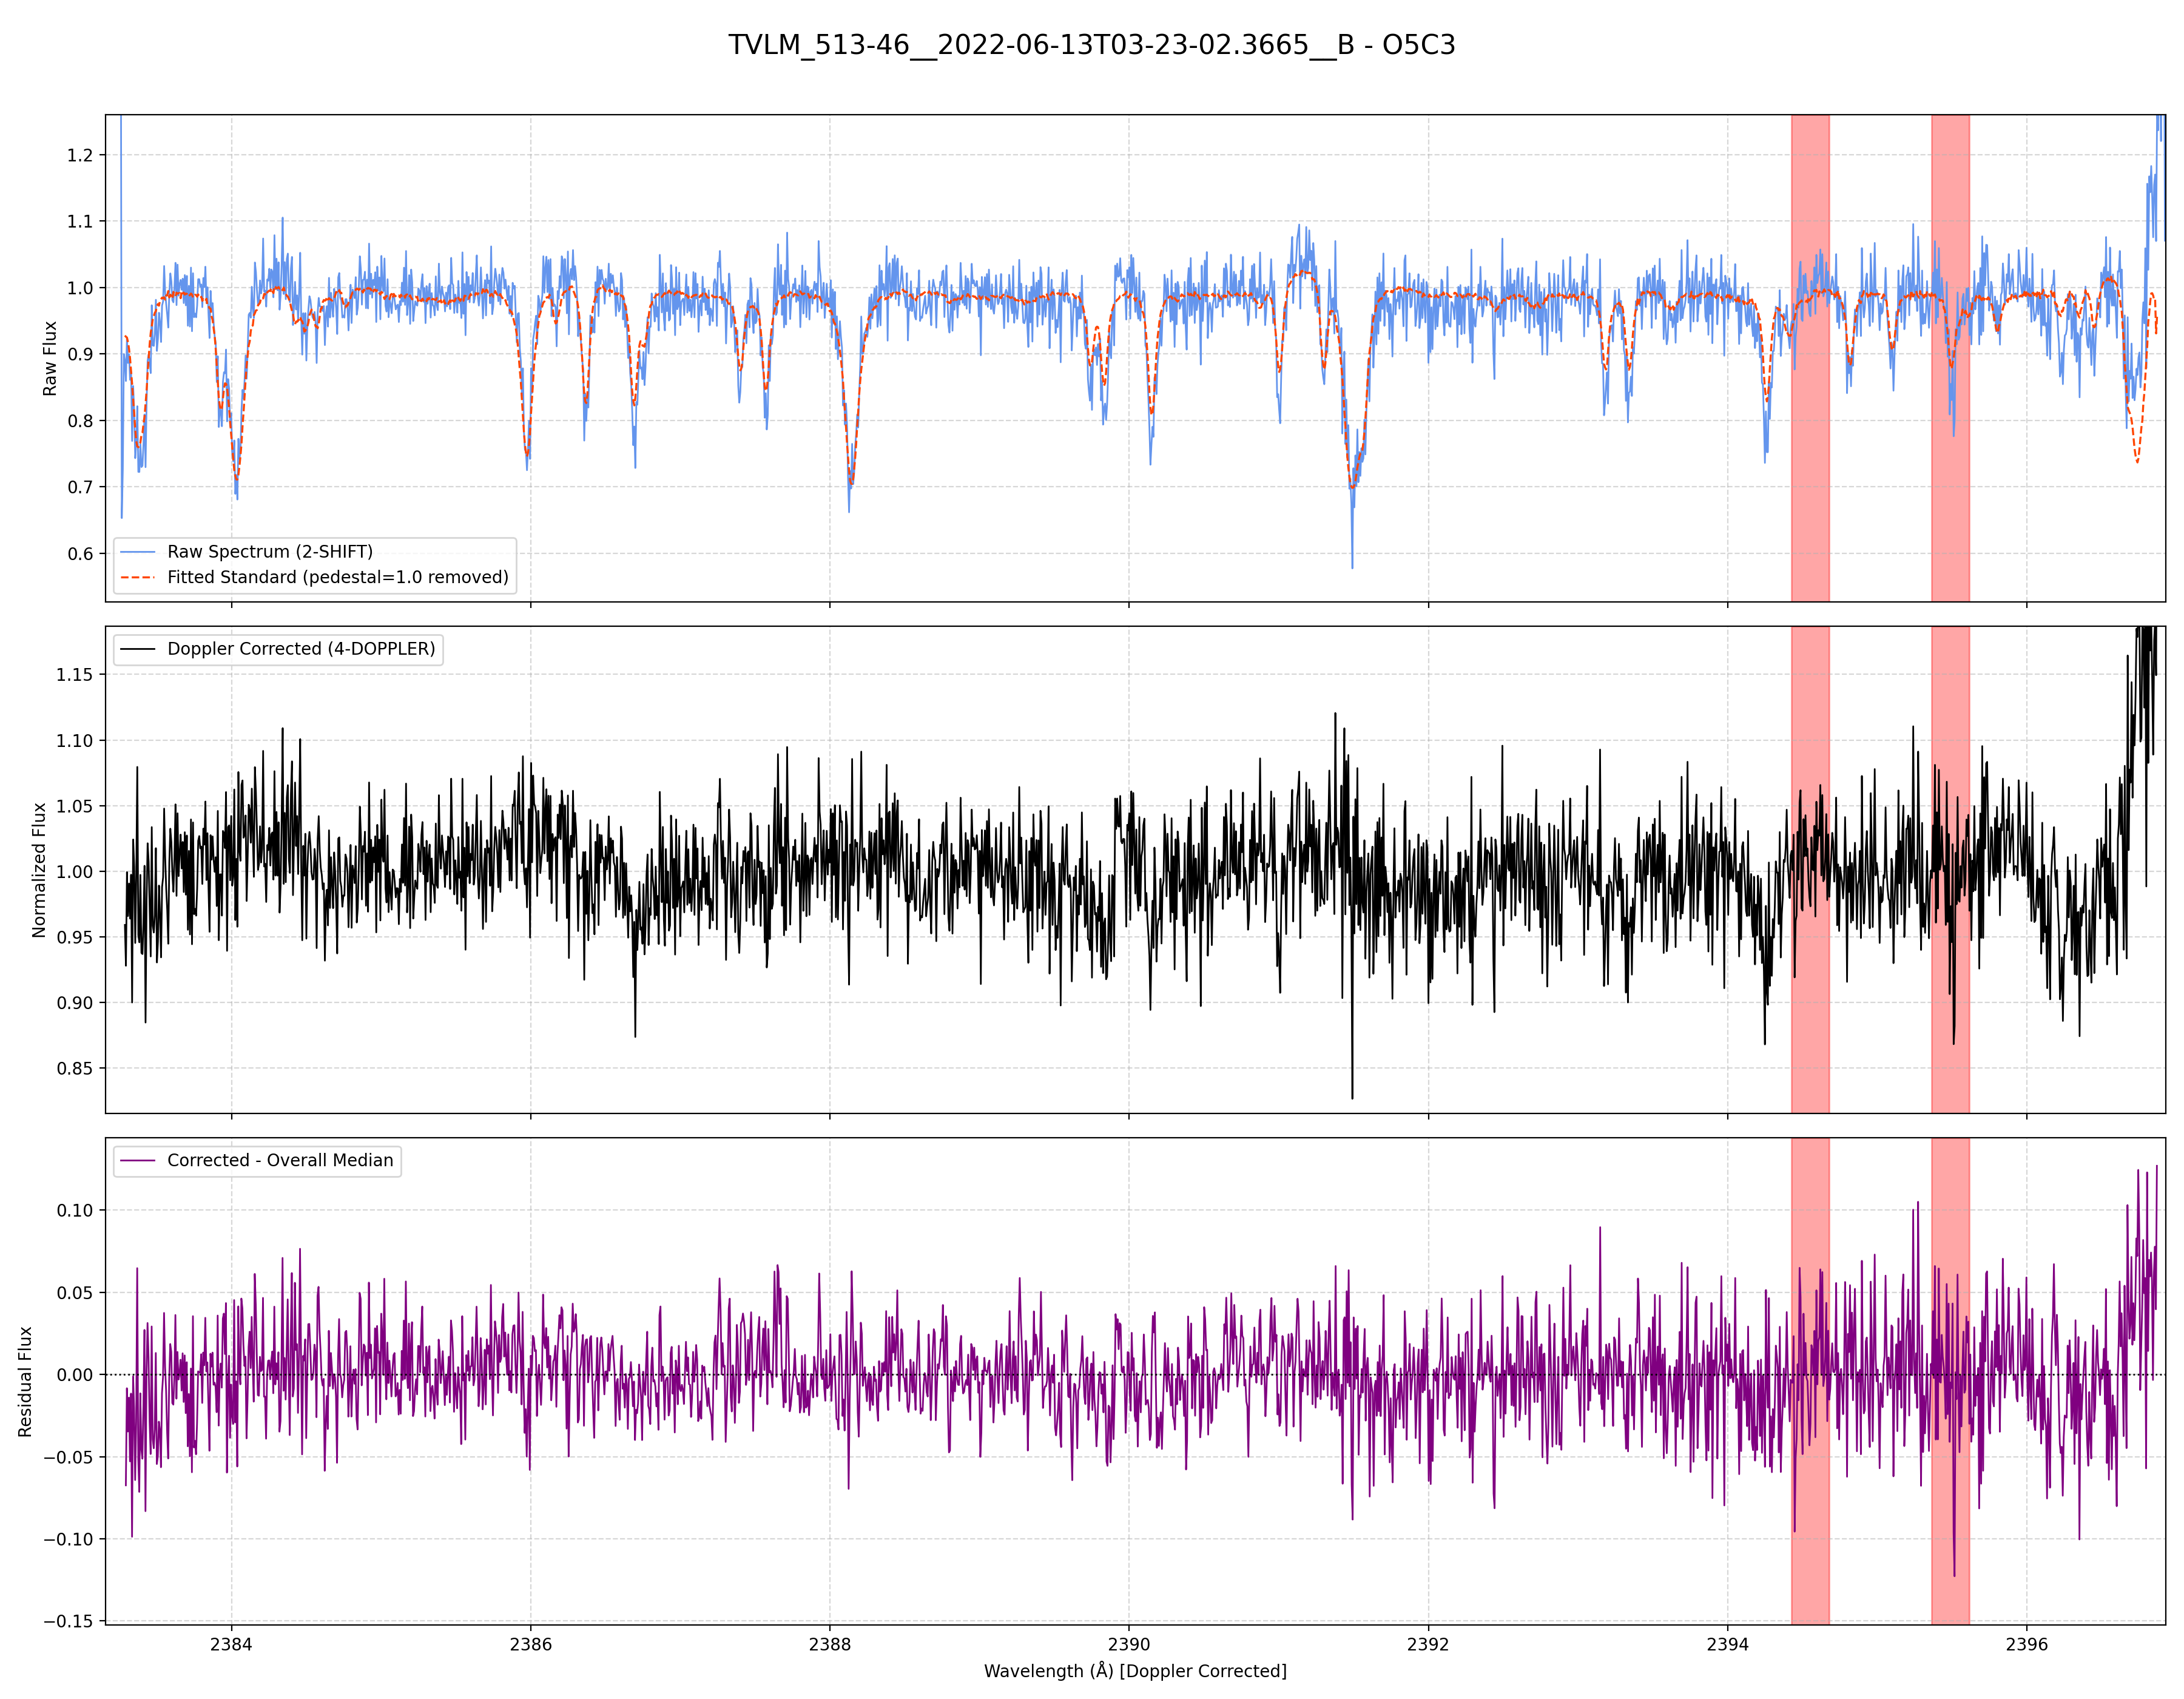 TVLM_513-46__2022-06-13T03-23-02.3665__B - O5C3
1.2
1.1
1.0
0.9
0.8
0.7
0.6
Raw Flux
Raw Spectrum (2-SHIFT)
Fitted Standard (pedestal=1.0 removed)
1.15
1.10
1.05
1.00
0.95
0.90
0.85
Normalized Flux
Doppler Corrected (4-DOPPLER)
0.10
0.05
0.00
−0.05
−0.10
−0.15
Residual Flux
Corrected - Overall Median
2384 2386 2388 2390 2392 2394 2396
Wavelength (Å) [Doppler Corrected]